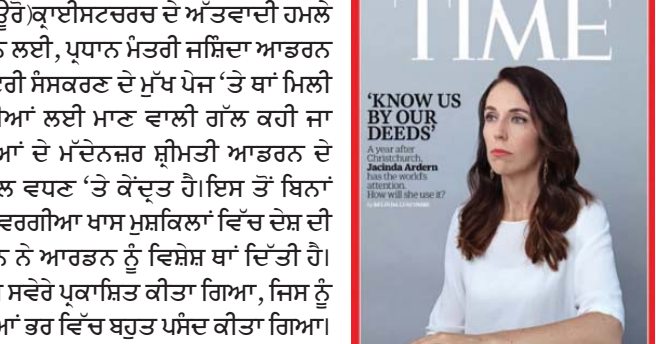 ਊਰੋ)ਕ੍ਰਾਈਸਟਚਰਚ ਦੇ ਅੱਤਵਾਦੀ ਹਮਲੇ
ਲਈ, ਪ੍ਰਧਾਨ ਮੰਤਰੀ ਜਸ਼ਿੰਦਾ ਆਡਰਨ
ਸੰਸਕਰਣ ਦੇ ਮੁੱਖ ਪੇਜ 'ਤੇ ਥਾਂ ਮਿਲੀ
ਲਈ ਮਾਣ ਵਾਲੀ ਗੱਲ ਕਹੀ ਜਾ
ਦੇ ਮੱਦੇਨਜ਼ਰ ਸ਼੍ਰੀਮਤੀ ਆਡਰਨ ਦੇ
ਵਧਣ 'ਤੇ ਕੇਂਦ੍ਰਤ ਹੈ।ਇਸ ਤੋਂ ਬਿਨਾਂ
ਵਰਗੀਆ ਖਾਸ ਮੁਸ਼ਕਿਲਾਂ ਵਿੱਚ ਦੇਸ਼ ਦੀ
ਨੇ ਆਰਡਨ ਨੂੰ ਵਿਸ਼ੇਸ਼ ਥਾਂ ਦਿੱਤੀ ਹੈ।
ਸਵੇਰੇ ਪ੍ਰਕਾਸ਼ਿਤ ਕੀਤਾ ਗਿਆ, ਜਿਸ ਨੂੰ
ਭਰ ਵਿੱਚ ਬਹੁਤ ਪਸੰਦ ਕੀਤਾ ਗਿਆ।
TIME
'KNOW US
BY OUR
DEEDS'
A year after
Christchurch,
Jacinda Ardern
has the world's
attention.
How will she use it?